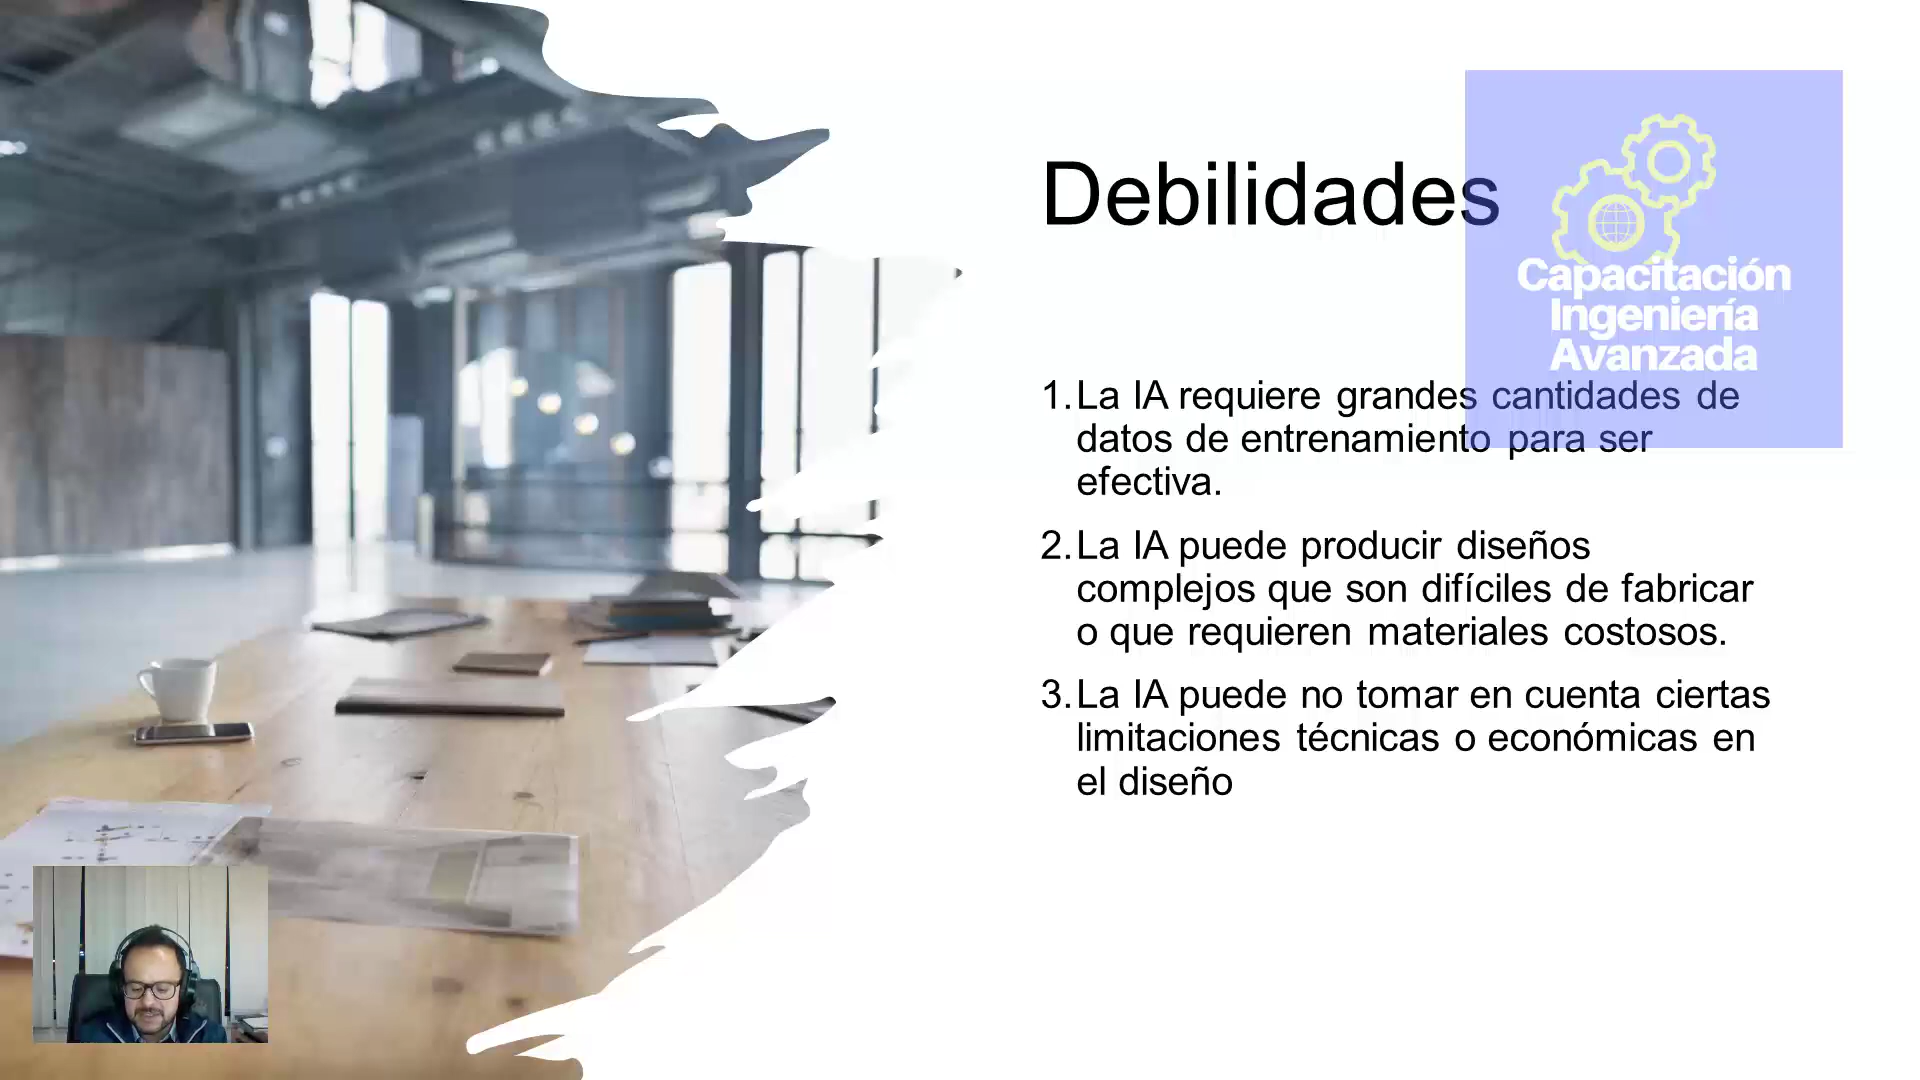 Debilidades
Capacitación
Ingeniería
Avanzada
1. La IA requiere grandes cantidades de
datos de entrenamiento para ser
efectiva.
2. La IA puede producir diseños
complejos que son difíciles de fabricar
o que requieren materiales costosos.
3. La IA puede no tomar en cuenta ciertas
limitaciones técnicas o económicas en
el diseño